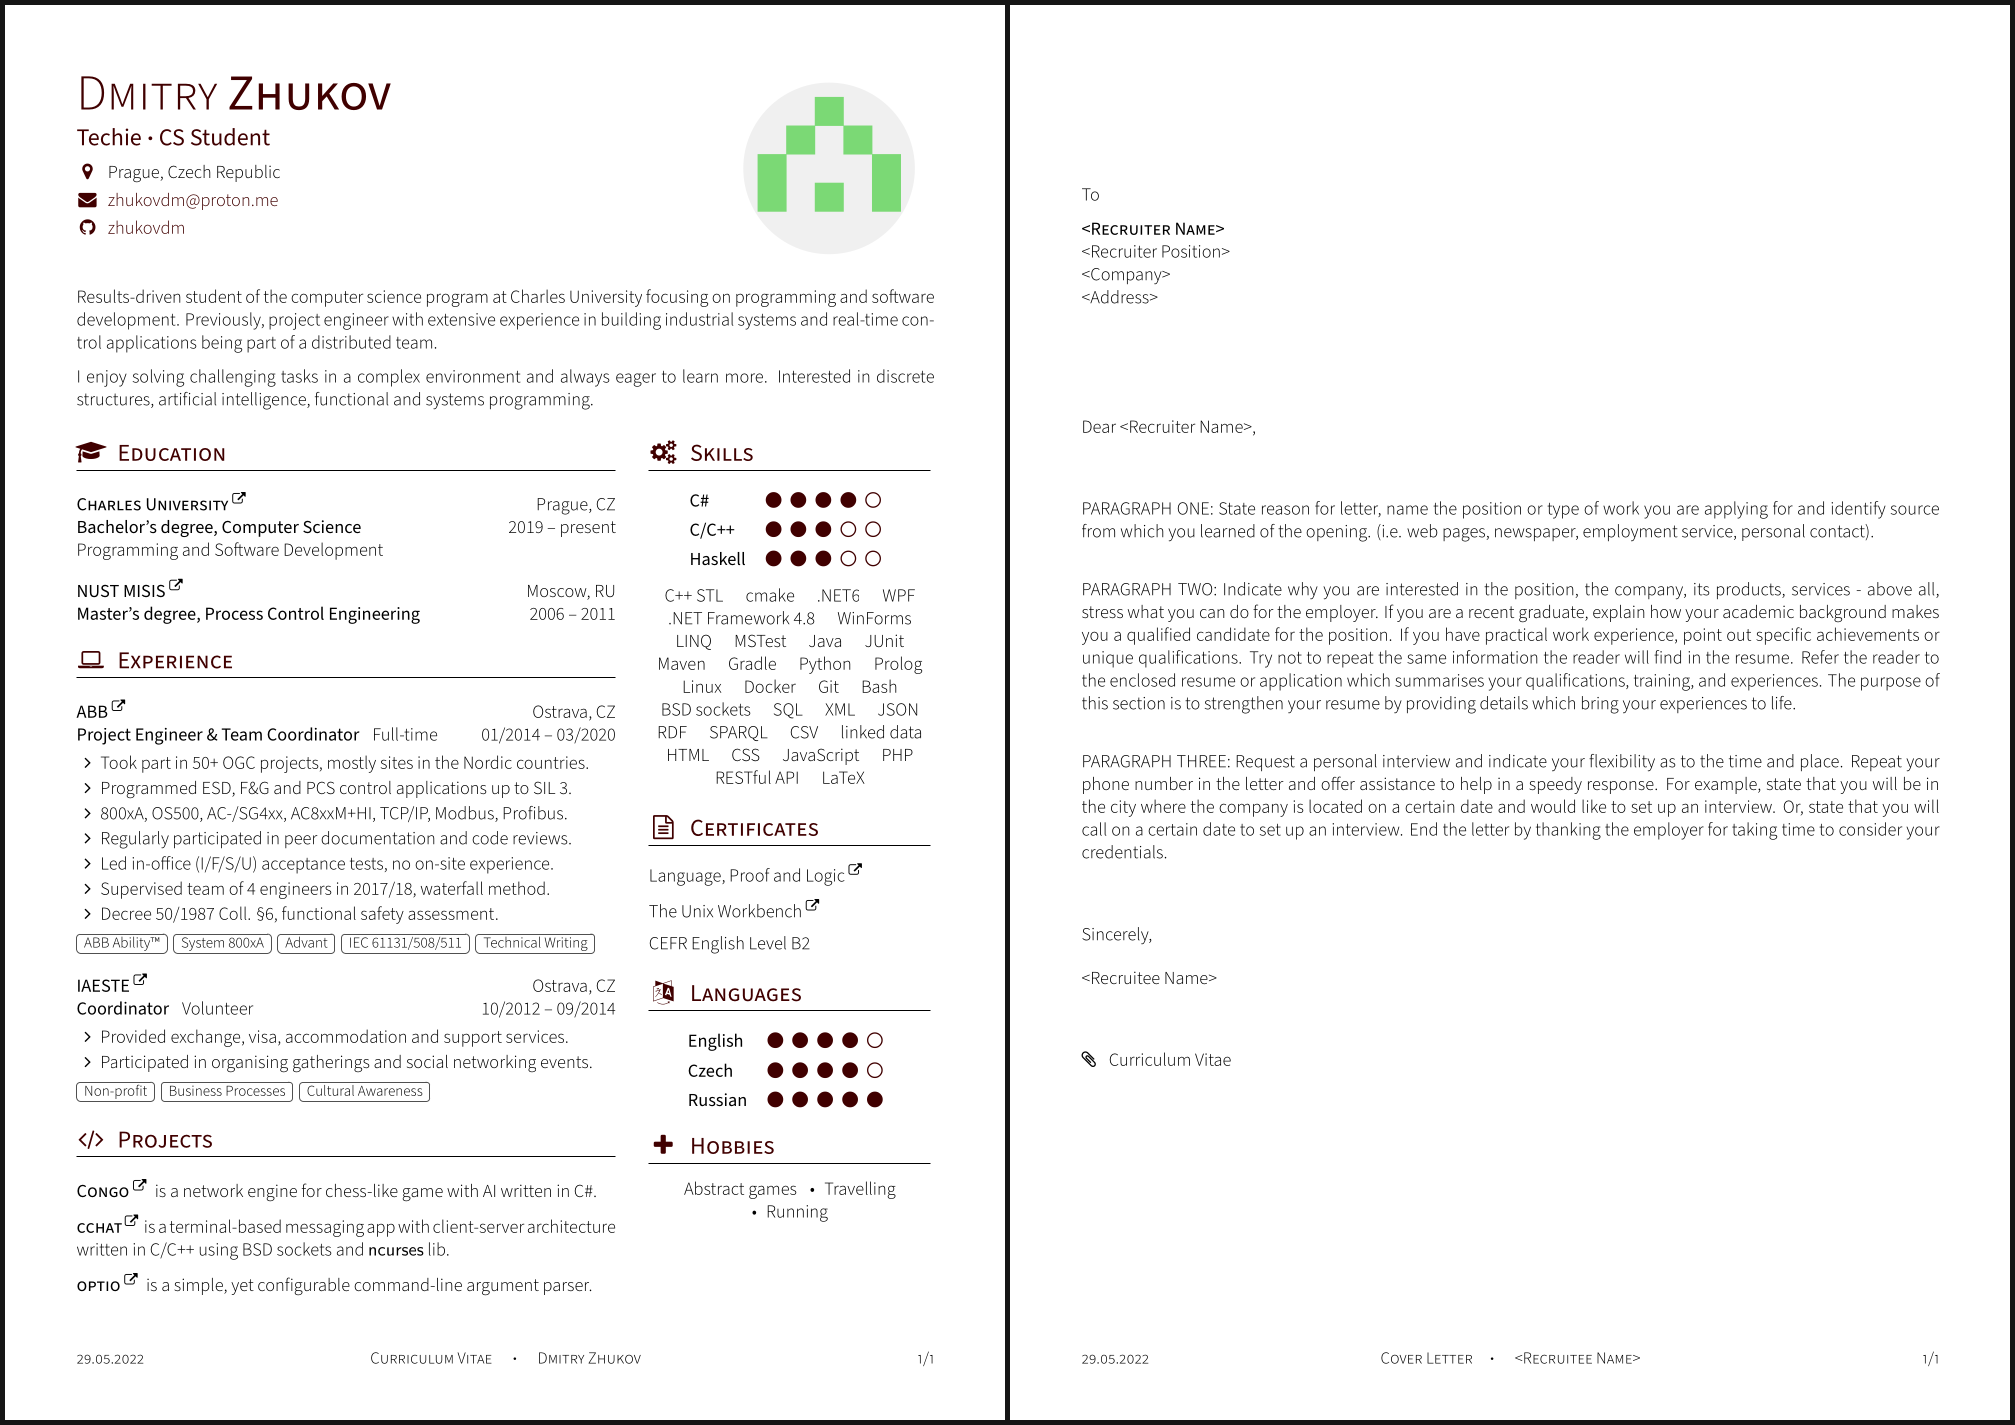 Dmitry Zhukov
Techie • CS Student
Prague, Czech Republic
zhukovdm@proton.me
zhukovdm
Results-driven student of the computer science program at Charles University focusing on programming and software
development. Previously, project engineer with extensive experience in building industrial systems and real-time con-
trol applications being part of a distributed team.
I enjoy solving challenging tasks in a complex environment and always eager to learn more. Interested in discrete
structures, artificial intelligence, functional and systems programming.
Education
Charles University Prague, CZ
Bachelor's degree, Computer Science 2019 – present
Programming and Software Development
NUST MISIS Moscow, RU
Master's degree, Process Control Engineering 2006 – 2011
Experience
ABB Ostrava, CZ
Project Engineer & Team Coordinator Full-time 01/2014 – 03/2020
Took part in 50+ OGC projects, mostly sites in the Nordic countries.
Programmed ESD, F&G and PCS control applications up to SIL 3.
800xA, OS500, AC-/SG4xx, AC8xxM+HI, TCP/IP, Modbus, Profibus.
Regularly participated in peer documentation and code reviews.
Led in-office (I/F/S/U) acceptance tests, no on-site experience.
Supervised team of 4 engineers in 2017/18, waterfall method.
Decree 50/1987 Coll. §6, functional safety assessment.
ABB Ability™ System 800xA Advant IEC 61131/508/511 Technical Writing
IAESTE Ostrava, CZ
Coordinator Volunteer 10/2012 – 09/2014
Provided exchange, visa, accommodation and support services.
Participated in organising gatherings and social networking events.
Non-profit Business Processes Cultural Awareness
</> Projects
Congo is a network engine for chess-like game with AI written in C#.
cchat is a terminal-based messaging app with client-server architecture
written in C/C++ using BSD sockets and ncurses lib.
optio is a simple, yet configurable command-line argument parser.
Skills
C#
C/C++
Haskell
C++ STL cmake .NET6 WPF
.NET Framework 4.8 WinForms
LINQ MSTest Java JUnit
Maven Gradle Python Prolog
Linux Docker Git Bash
BSD sockets SQL XML JSON
RDF SPARQL CSV linked data
HTML CSS JavaScript PHP
RESTful API LaTeX
Certificates
Language, Proof and Logic
The Unix Workbench
CEFR English Level B2
Languages
English
Czech
Russian
Hobbies
Abstract games • Travelling
• Running
29.05.2022 Curriculum Vitae • Dmitry Zhukov 1/1
To
<Recruiter Name>
<Recruiter Position>
<Company>
<Address>
Dear <Recruiter Name>,
PARAGRAPH ONE: State reason for letter, name the position or type of work you are applying for and identify source
from which you learned of the opening. (i.e. web pages, newspaper, employment service, personal contact).
PARAGRAPH TWO: Indicate why you are interested in the position, the company, its products, services - above all,
stress what you can do for the employer. If you are a recent graduate, explain how your academic background makes
you a qualified candidate for the position. If you have practical work experience, point out specific achievements or
unique qualifications. Try not to repeat the same information the reader will find in the resume. Refer the reader to
the enclosed resume or application which summarises your qualifications, training, and experiences. The purpose of
this section is to strengthen your resume by providing details which bring your experiences to life.
PARAGRAPH THREE: Request a personal interview and indicate your flexibility as to the time and place. Repeat your
phone number in the letter and offer assistance to help in a speedy response. For example, state that you will be in
the city where the company is located on a certain date and would like to set up an interview. Or, state that you will
call on a certain date to set up an interview. End the letter by thanking the employer for taking time to consider your
credentials.
Sincerely,
<Recruitee Name>
Curriculum Vitae
29.05.2022 Cover Letter • <Recruitee Name> 1/1